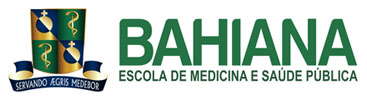 SERVANDO ÆGRIS MEDEBOR
BAHIANA
ESCOLA DE MEDICINA E SAÚDE PÚBLICA